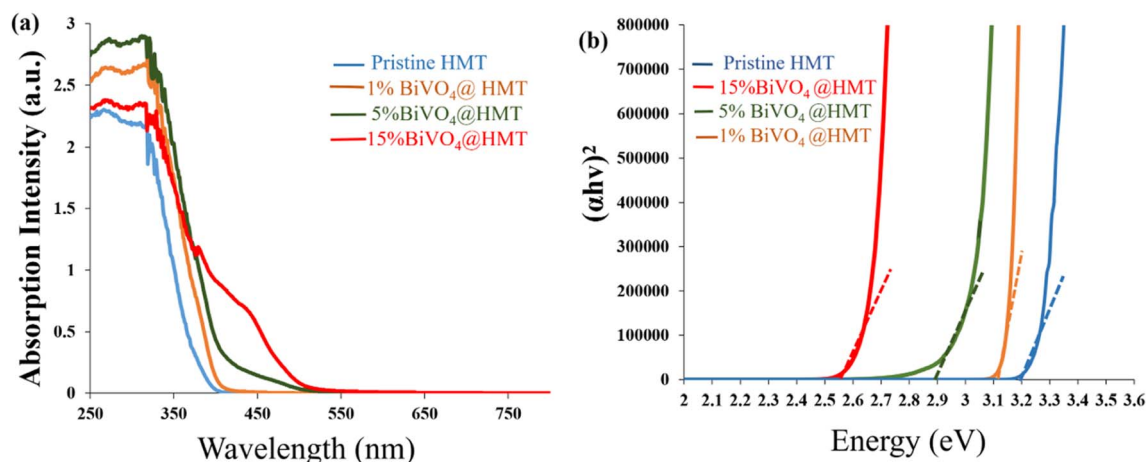 (a)
Absorption Intensity (a.u.)
3
2.5
2
1.5
1
0.5
0
Pristine HMT
1% BiVO₄@ HMT
5%BiVO₄@HMT
15%BiVO₄@HMT
250 350 450 550 650 750
Wavelength (nm)
(b)
(αhv)²
800000
700000
600000
500000
400000
300000
200000
100000
0
Pristine HMT
15%BiVO₄ @HMT
5% BiVO₄ @HMT
1% BiVO₄ @HMT
2 2.1 2.2 2.3 2.4 2.5 2.6 2.7 2.8 2.9 3 3.1 3.2 3.3 3.4 3.5 3.6
Energy (eV)